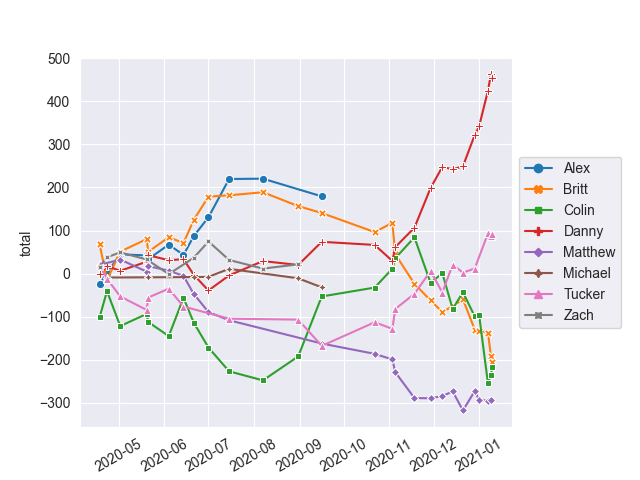 500
400
300
200
100
0
−100
−200
−300
total
2020-05
2020-06
2020-07
2020-08
2020-09
2020-10
2020-11
2020-12
2021-01
Alex
Britt
Colin
Danny
Matthew
Michael
Tucker
Zach